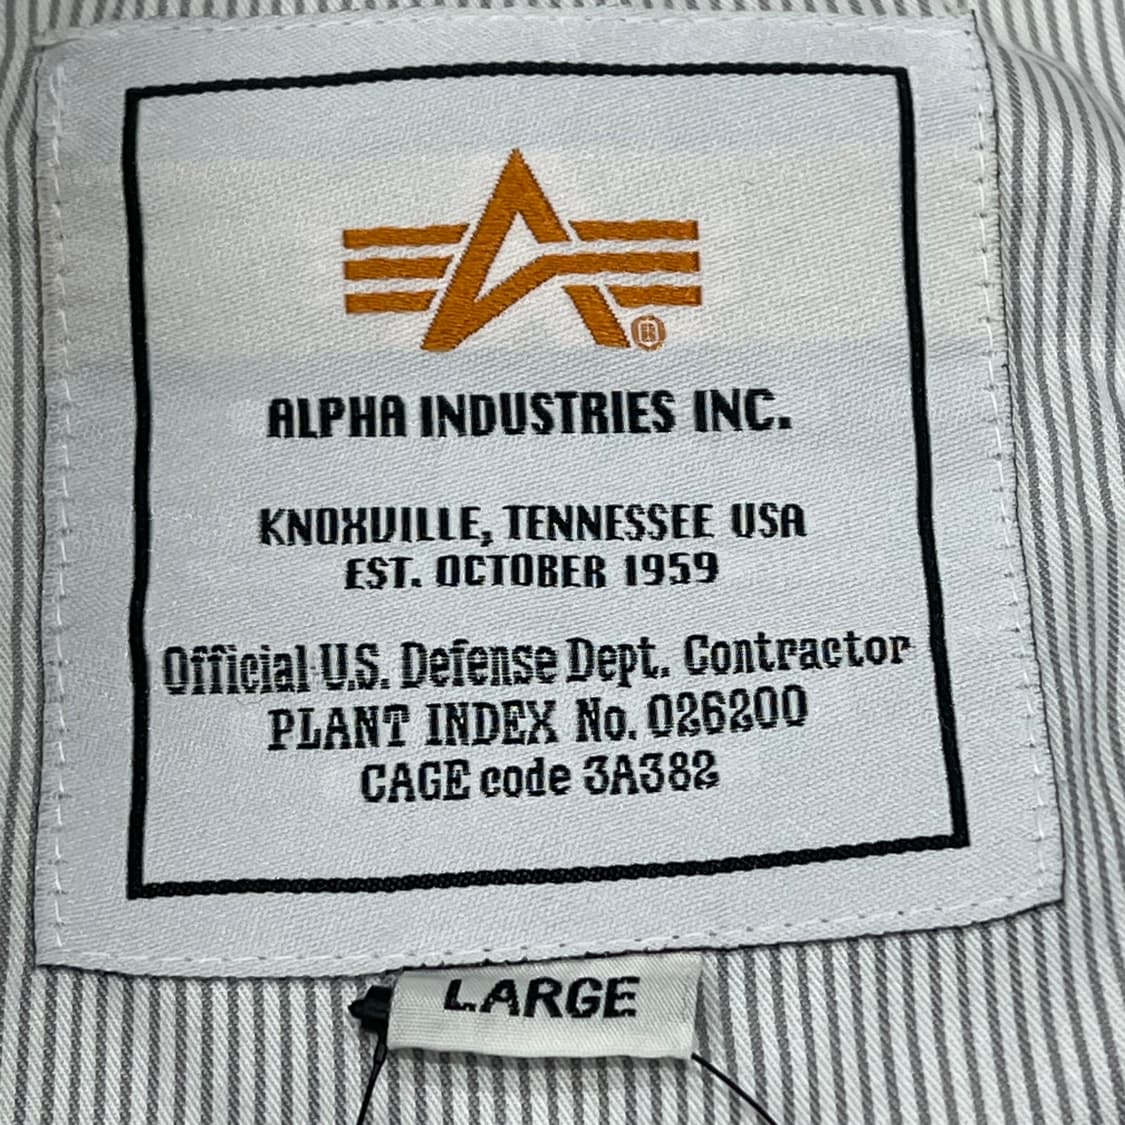 ®
ALPHA INDUSTRIES INC.
KNOXVILLE, TENNESSEE USA
EST. OCTOBER 1959
Official U.S. Defense Dept. Contractor
PLANT INDEX No. 026200
CAGE code 3A382
LARGE